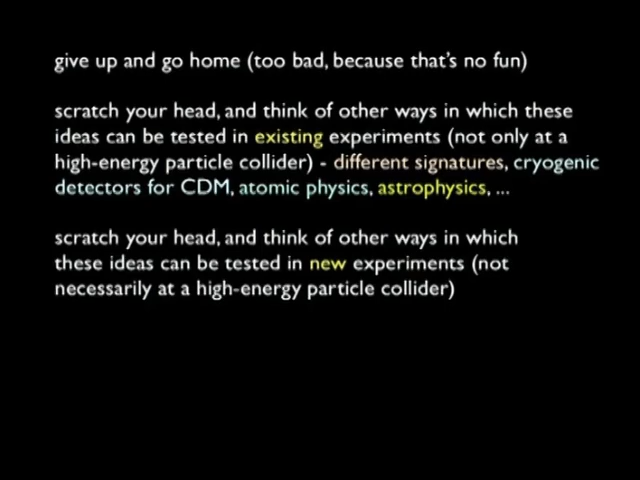 give up and go home (too bad, because that's no fun)
scratch your head, and think of other ways in which these
ideas can be tested in existing experiments (not only at a
high-energy particle collider) - different signatures, cryogenic
detectors for CDM, atomic physics, astrophysics, ...
scratch your head, and think of other ways in which
these ideas can be tested in new experiments (not
necessarily at a high-energy particle collider)